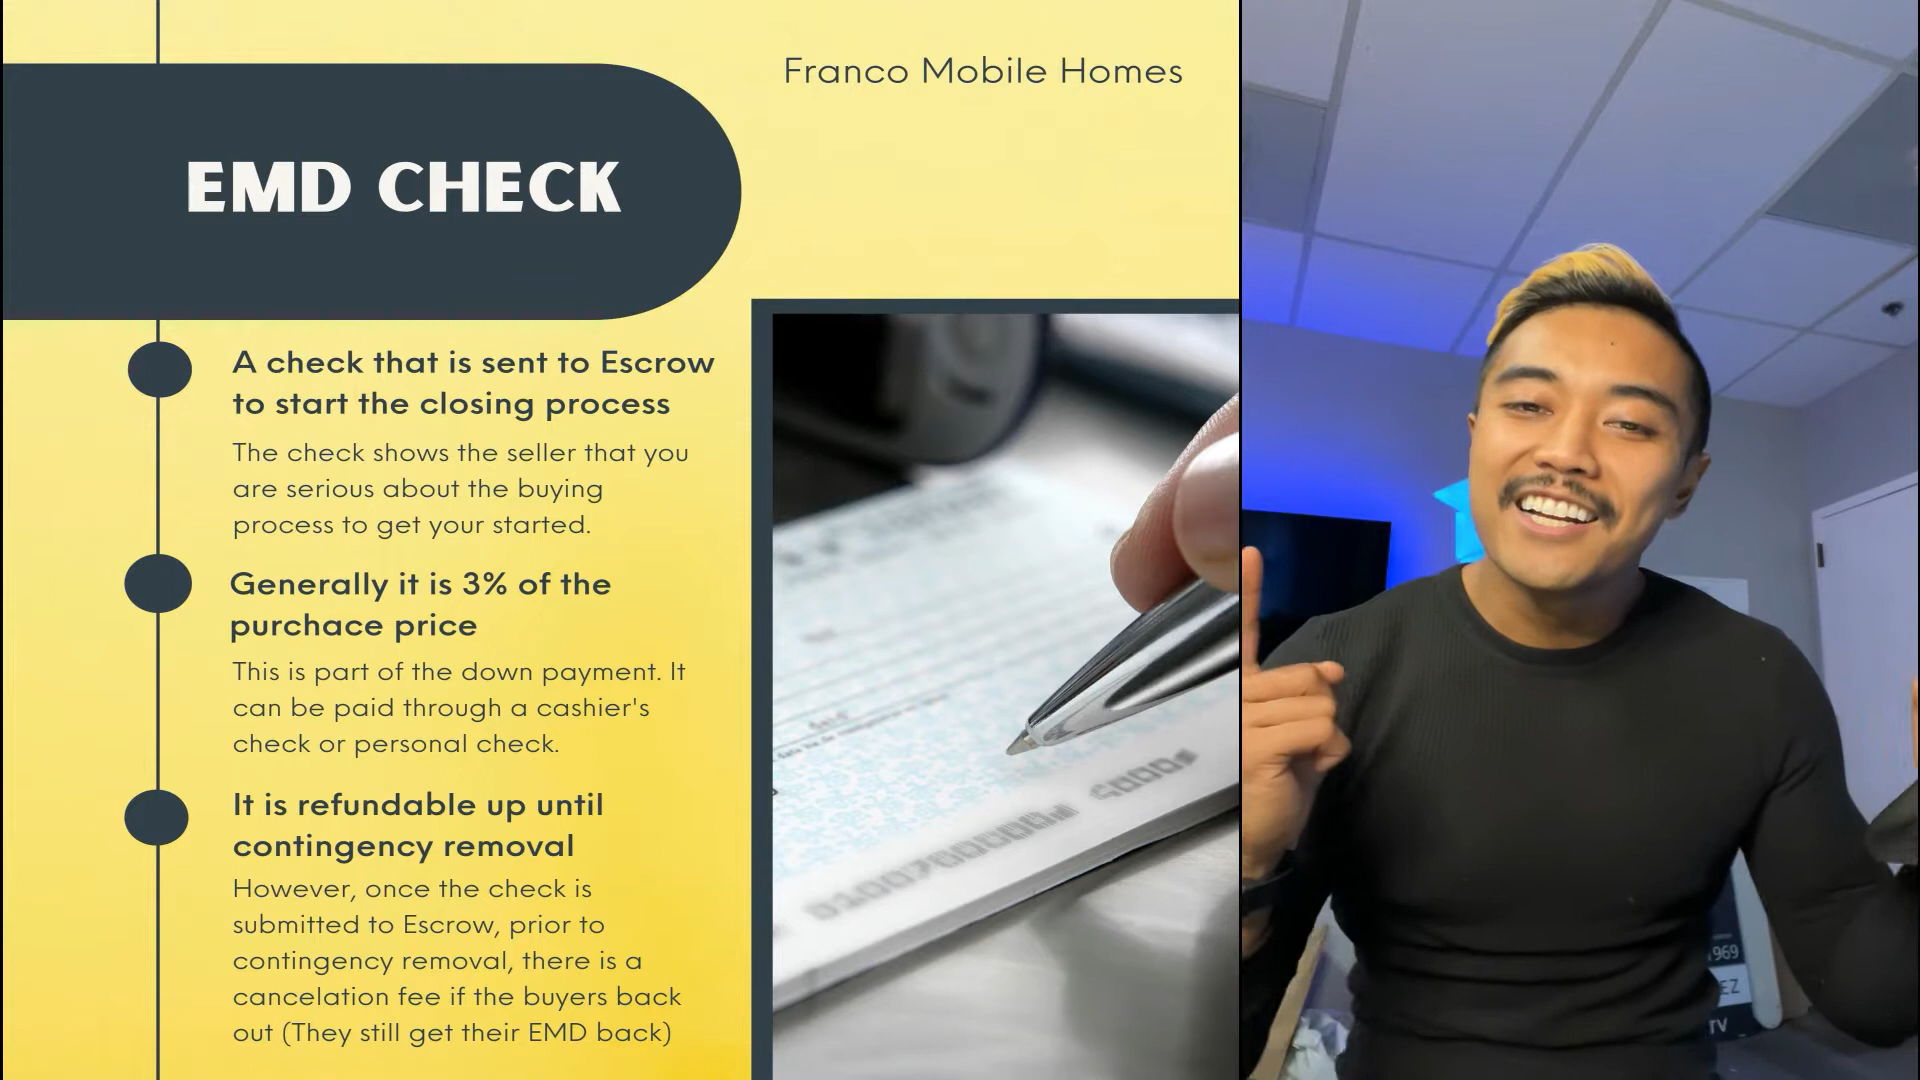 Franco Mobile Homes
EMD CHECK
A check that is sent to Escrow
to start the closing process
The check shows the seller that you
are serious about the buying
process to get your started.
Generally it is 3% of the
purchace price
This is part of the down payment. It
can be paid through a cashier's
check or personal check.
It is refundable up until
contingency removal
However, once the check is
submitted to Escrow, prior to
contingency removal, there is a
cancelation fee if the buyers back
out (They still get their EMD back)
969
EZ
TV